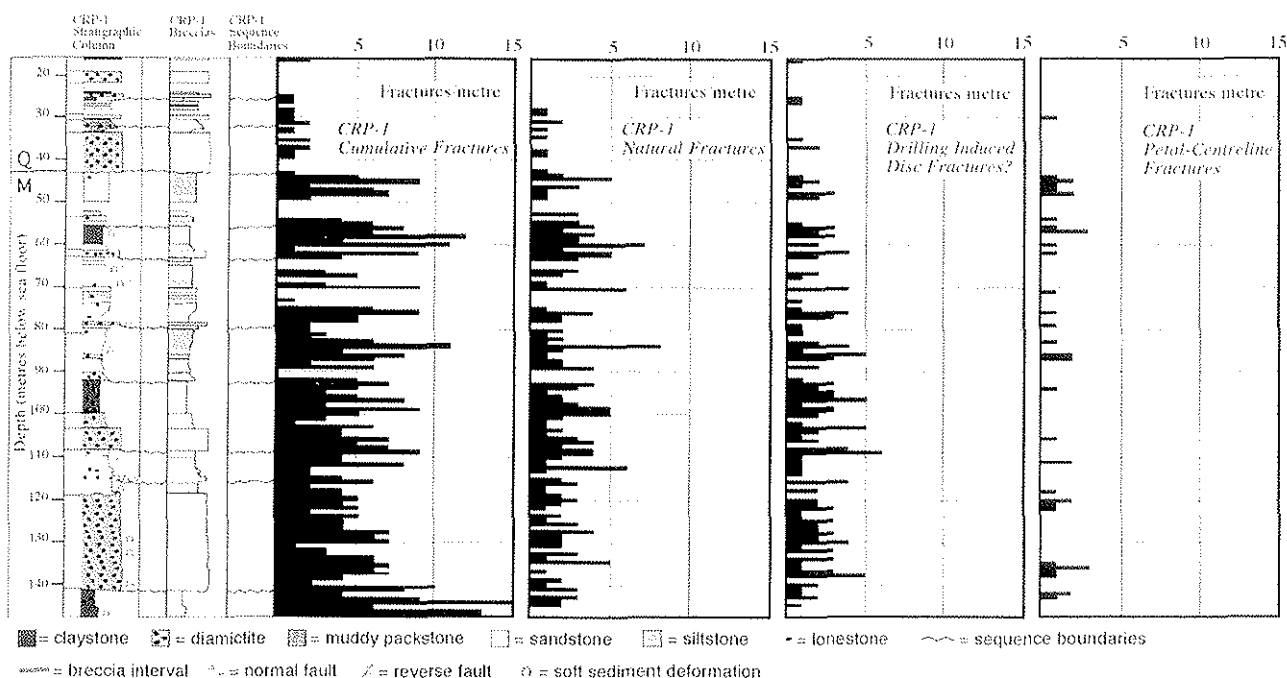 CRP-1 Stratigraphic Column
CRP-1 Breccias
CRP-1 Sequence Boundaries
5 10 15
5 10 15
5 10 15
5 10 15
Depth (metres below sea floor)
20
30
40
50
60
70
80
90
100
110
120
130
140
Q
M
Fractures metre
CRP-1
Cumulative Fractures
Fractures metre
CRP-1
Natural Fractures
Fractures metre
CRP-1
Drilling Induced
Disc Fractures?
Fractures metre
CRP-1
Petal-Centreline
Fractures
= claystone = diamictite = muddy packstone = sandstone = siltstone = lonestone = sequence boundaries
= breccia interval = normal fault = reverse fault = soft sediment deformation